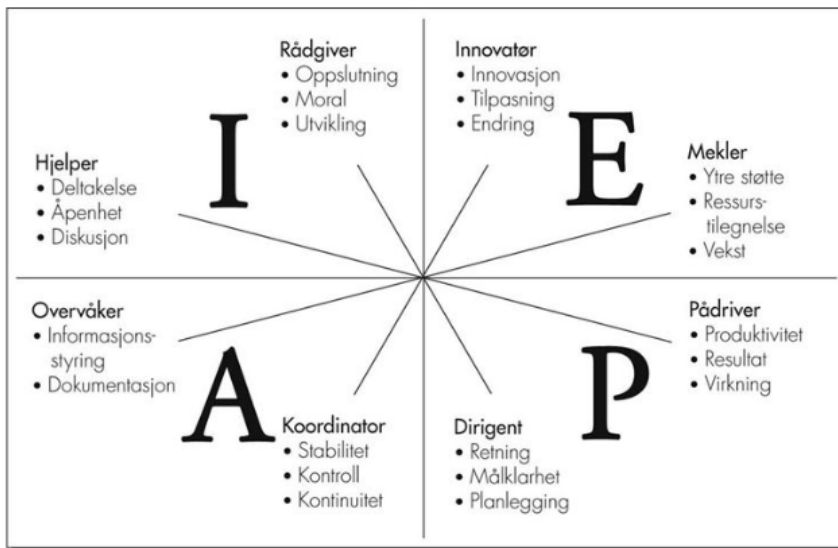 Rådgiver
• Oppslutning
• Moral
• Utvikling
I
Hjelper
• Deltakelse
• Åpenhet
• Diskusjon
Innovatør
• Innovasjon
• Tilpasning
• Endring
E
Mekler
• Ytre støtte
• Ressurs-
tilegnelse
• Vekst
Overvåker
• Informasjons-
styring
• Dokumentasjon
A
Koordinator
• Stabilitet
• Kontroll
• Kontinuitet
Pådriver
• Produktivitet
• Resultat
• Virkning
P
Dirigent
• Retning
• Målklarhet
• Planlegging